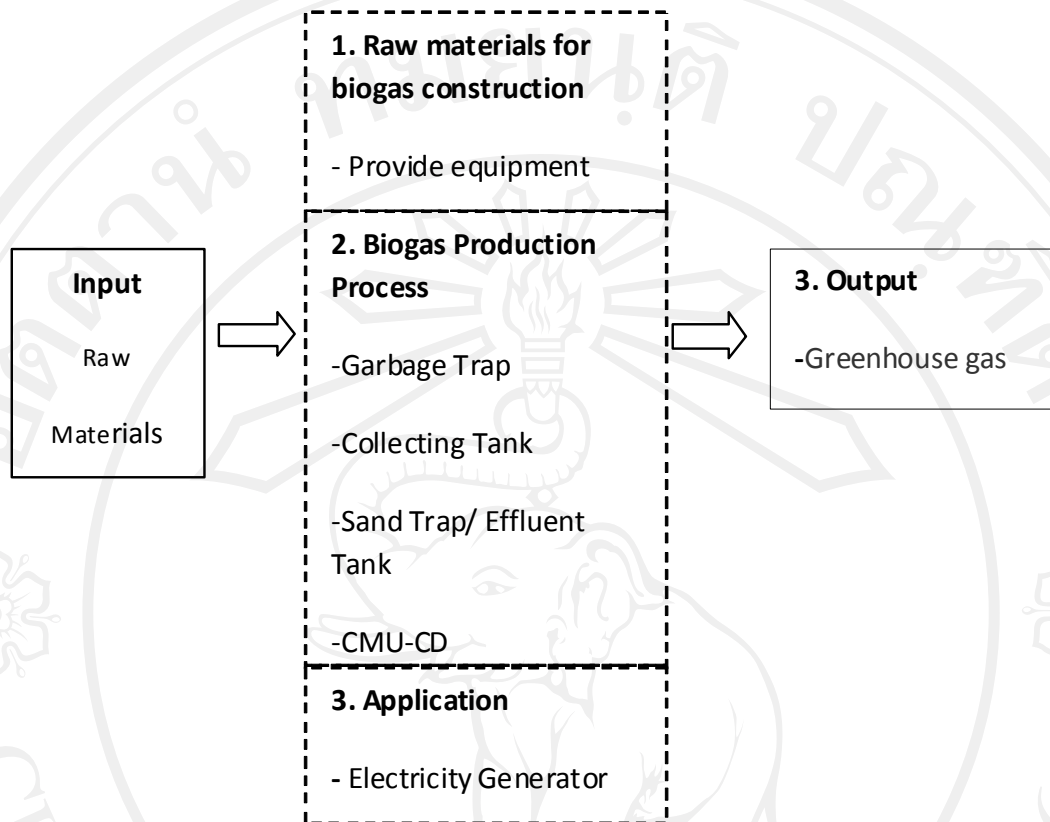 1. Raw materials for
biogas construction
- Provide equipment
Input
Raw
Materials
2. Biogas Production
Process
-Garbage Trap
-Collecting Tank
-Sand Trap/ Effluent
Tank
-CMU-CD
3. Application
- Electricity Generator
3. Output
-Greenhouse gas